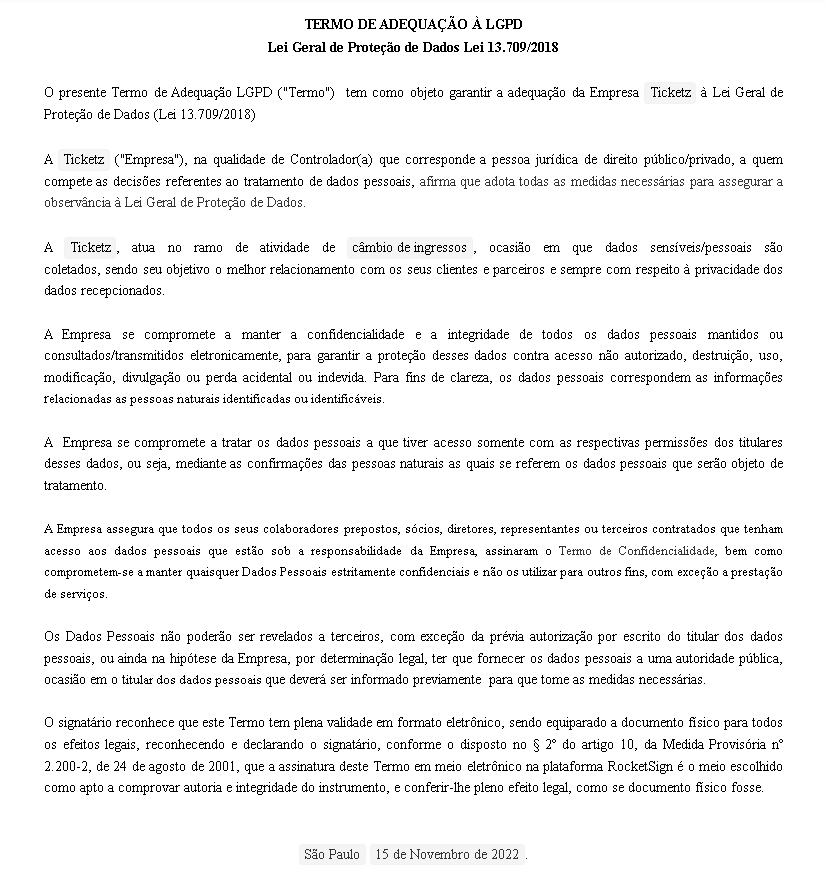 TERMO DE ADEQUAÇÃO À LGPD
Lei Geral de Proteção de Dados Lei 13.709/2018
O presente Termo de Adequação LGPD ("Termo") tem como objeto garantir a adequação da Empresa Ticketz à Lei Geral de
Proteção de Dados (Lei 13.709/2018)
A Ticketz ("Empresa"), na qualidade de Controlador(a) que corresponde a pessoa jurídica de direito público/privado, a quem
compete as decisões referentes ao tratamento de dados pessoais, afirma que adota todas as medidas necessárias para assegurar a
observância à Lei Geral de Proteção de Dados.
A Ticketz , atua no ramo de atividade de câmbio de ingressos , ocasião em que dados sensíveis/pessoais são
coletados, sendo seu objetivo o melhor relacionamento com os seus clientes e parceiros e sempre com respeito à privacidade dos
dados recepcionados.
A Empresa se compromete a manter a confidencialidade e a integridade de todos os dados pessoais mantidos ou
consultados/transmitidos eletronicamente, para garantir a proteção desses dados contra acesso não autorizado, destruição, uso,
modificação, divulgação ou perda acidental ou indevida. Para fins de clareza, os dados pessoais correspondem as informações
relacionadas as pessoas naturais identificadas ou identificáveis.
A Empresa se compromete a tratar os dados pessoais a que tiver acesso somente com as respectivas permissões dos titulares
desses dados, ou seja, mediante as confirmações das pessoas naturais as quais se referem os dados pessoais que serão objeto de
tratamento.
A Empresa assegura que todos os seus colaboradores prepostos, sócios, diretores, representantes ou terceiros contratados que tenham
acesso aos dados pessoais que estão sob a responsabilidade da Empresa, assinaram o Termo de Confidencialidade, bem como
comprometem-se a manter quaisquer Dados Pessoais estritamente confidenciais e não os utilizar para outros fins, com exceção a prestação
de serviços.
Os Dados Pessoais não poderão ser revelados a terceiros, com exceção da prévia autorização por escrito do titular dos dados
pessoais, ou ainda na hipótese da Empresa, por determinação legal, ter que fornecer os dados pessoais a uma autoridade pública,
ocasião em o titular dos dados pessoais que deverá ser informado previamente para que tome as medidas necessárias.
O signatário reconhece que este Termo tem plena validade em formato eletrônico, sendo equiparado a documento físico para todos
os efeitos legais, reconhecendo e declarando o signatário, conforme o disposto no § 2º do artigo 10, da Medida Provisória nº
2.200-2, de 24 de agosto de 2001, que a assinatura deste Termo em meio eletrônico na plataforma RocketSign é o meio escolhido
como apto a comprovar autoria e integridade do instrumento, e conferir-lhe pleno efeito legal, como se documento físico fosse.
São Paulo 15 de Novembro de 2022 .